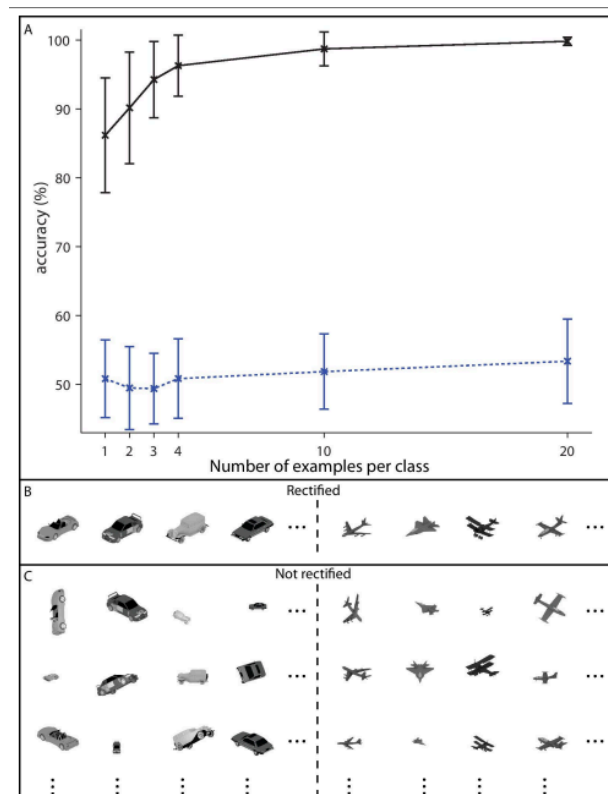 A
100
90
80
70
60
50
accuracy (%)
1 2 3 4 10 20
Number of examples per class
B
Rectified
C
Not rectified